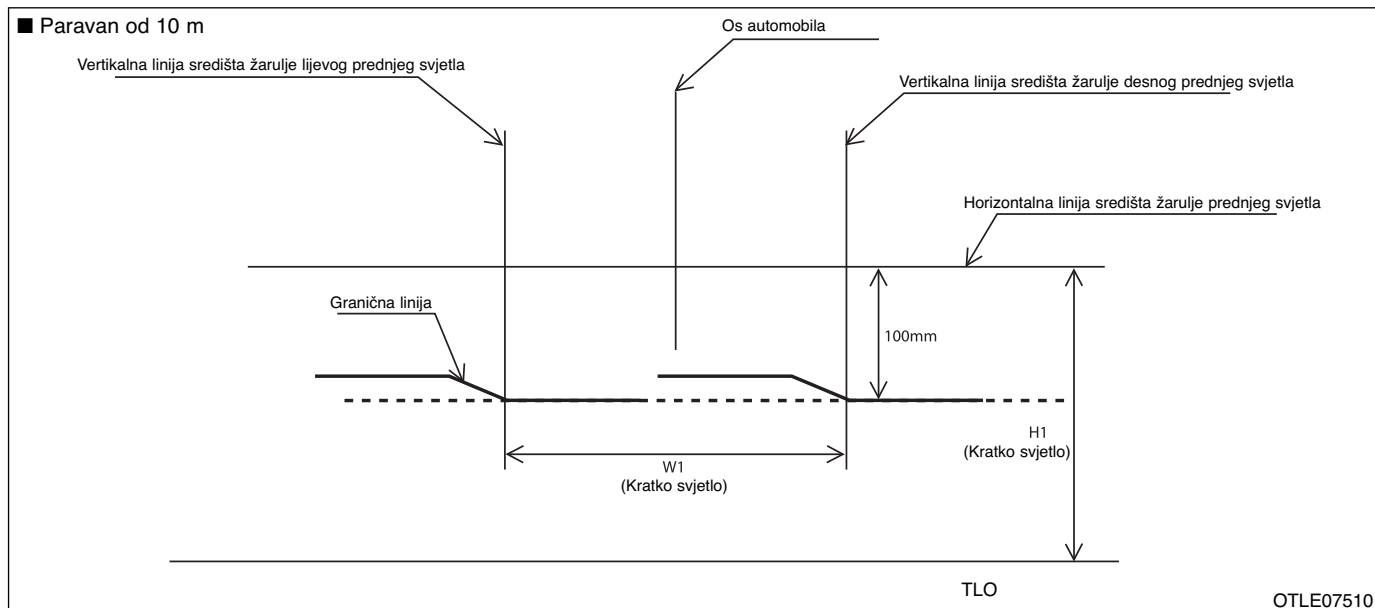 ■ Paravan od 10 m
Os automobila
Vertikalna linija središta žarulje lijevog prednjeg svjetla
Vertikalna linija središta žarulje desnog prednjeg svjetla
Horizontalna linija središta žarulje prednjeg svjetla
Granična linija
100mm
H1
(Kratko svjetlo)
W1
(Kratko svjetlo)
TLO
OTLE07510